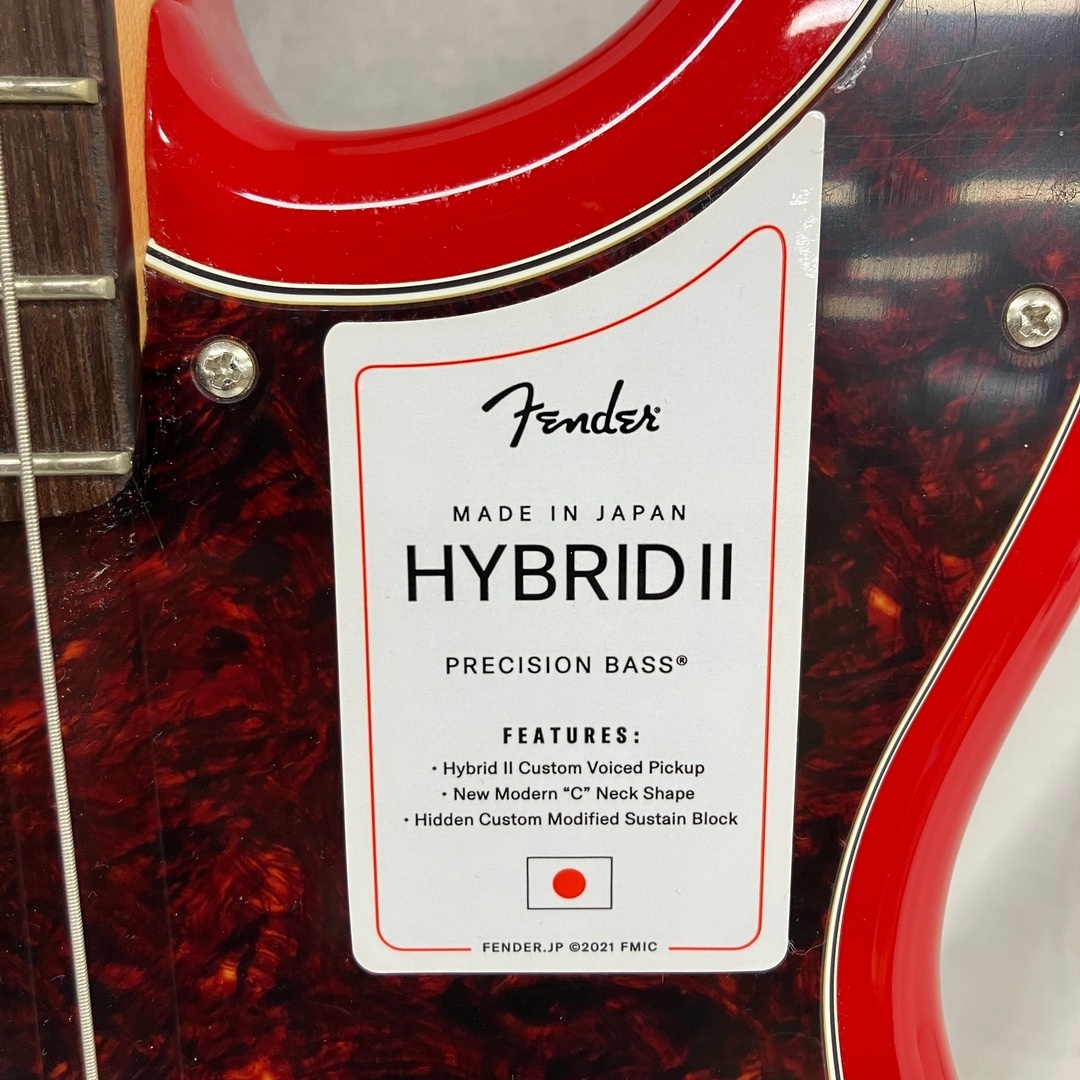 Fender®
MADE IN JAPAN
HYBRID II
PRECISION BASS®
FEATURES:
• Hybrid II Custom Voiced Pickup
• New Modern “C” Neck Shape
• Hidden Custom Modified Sustain Block
FENDER.JP ©2021 FMIC